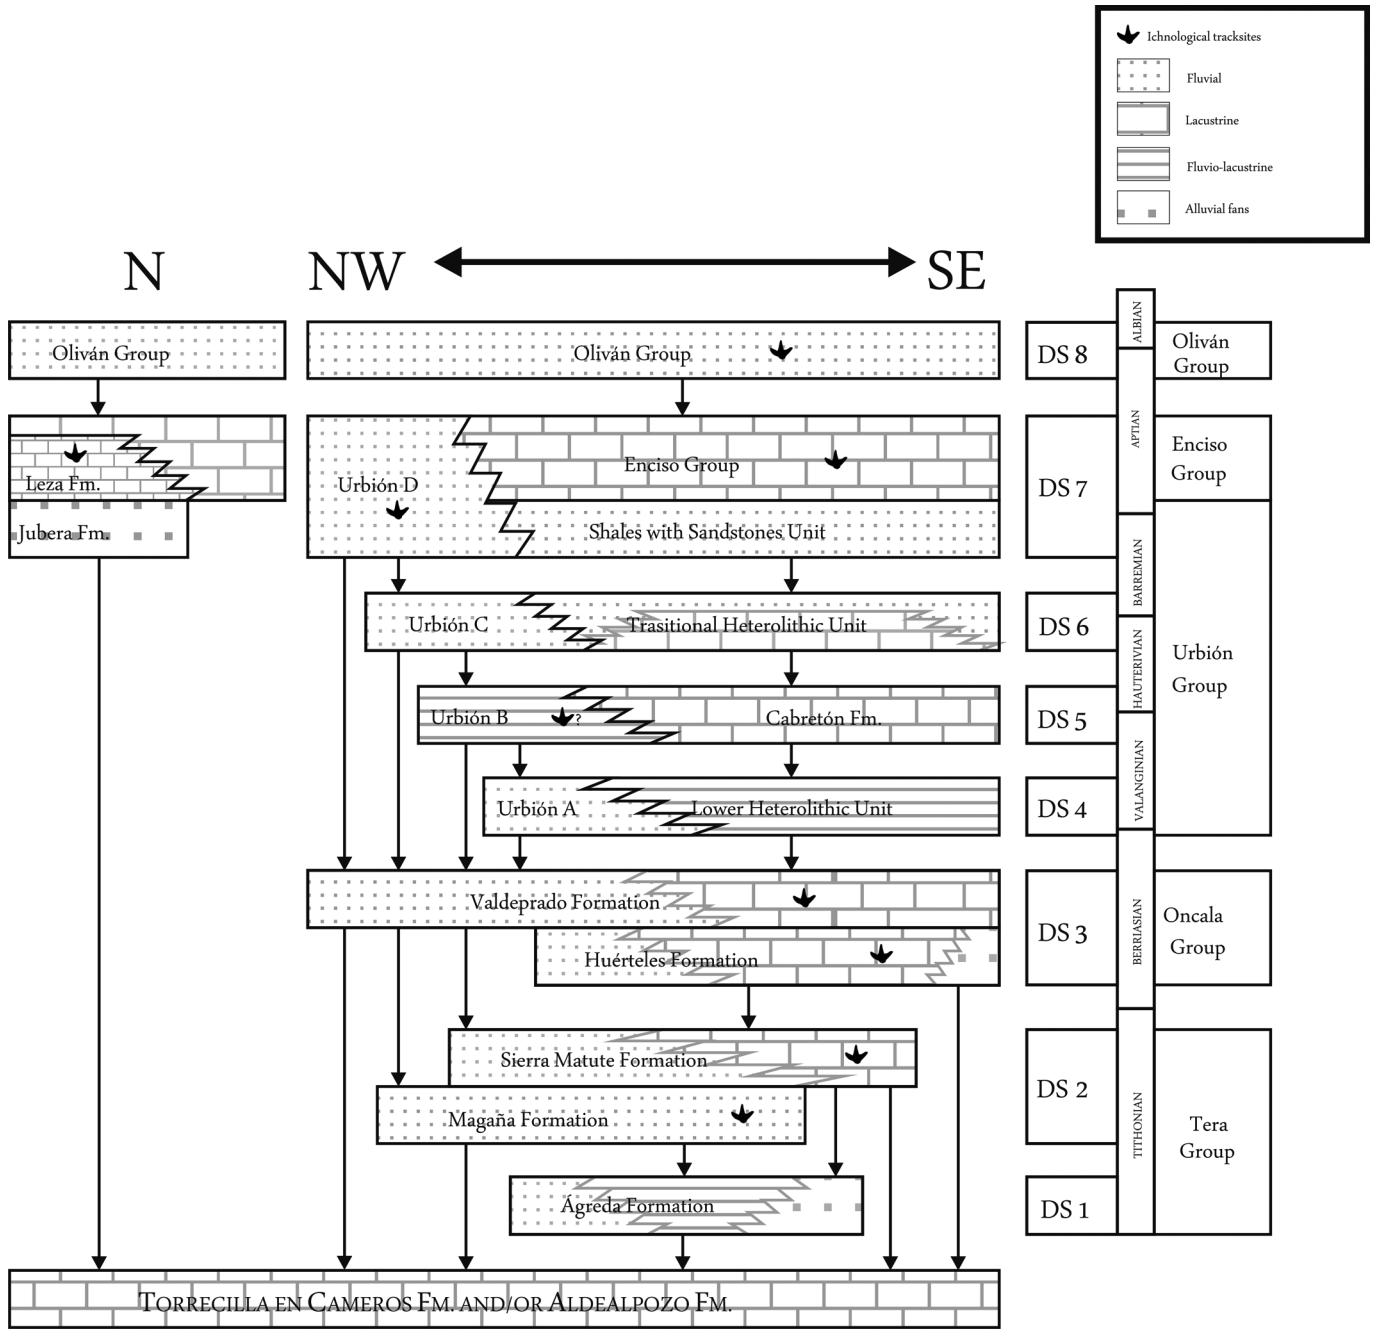 Ichnological tracksites
Fluvial
Lacustrine
Fluvio-lacustrine
Alluvial fans
N
NW
SE
Oliván Group
Oliván Group
DS 8
ALBIAN
Oliván
Group
Leza Fm.
Jubera Fm.
Urbión D
Enciso Group
Shales with Sandstones Unit
DS 7
APTIAN
Enciso
Group
Urbión C
Trasitional Heterolithic Unit
DS 6
BARREMIAN
Urbión B
?
Cabretón Fm.
DS 5
HAUTERIVIAN
Urbión
Group
Urbión A
Lower Heterolithic Unit
DS 4
VALANGINIAN
Valdeprado Formation
Huérteles Formation
DS 3
BERRIASIAN
Oncala
Group
Sierra Matute Formation
Magaña Formation
DS 2
TITHONIAN
Tera
Group
Ágreda Formation
DS 1
TORRECILLA EN CAMEROS FM. AND/OR ALDEALPOZO FM.